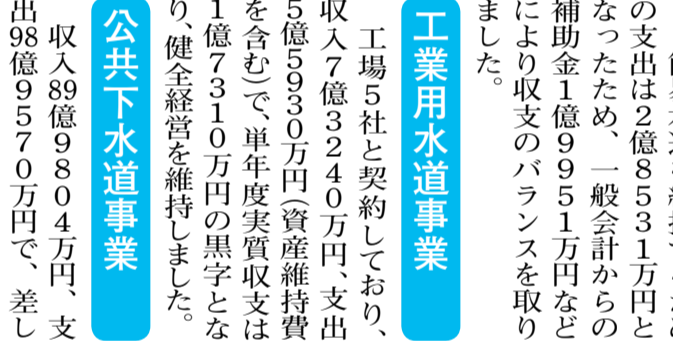 の支出は2億8531万円と
なったため、一般会計からの
補助金1億9951万円など
により収支のバランスを取り
ました。
工業用水道事業
工場5社と契約しており、
収入7億3240万円、支出
5億5930万円(資産維持費
を含む)で、単年度実質収支は
1億7310万円の黒字とな
り、健全経営を維持しました。
公共下水道事業
収入89億9804万円、支
出98億9570万円で、差し